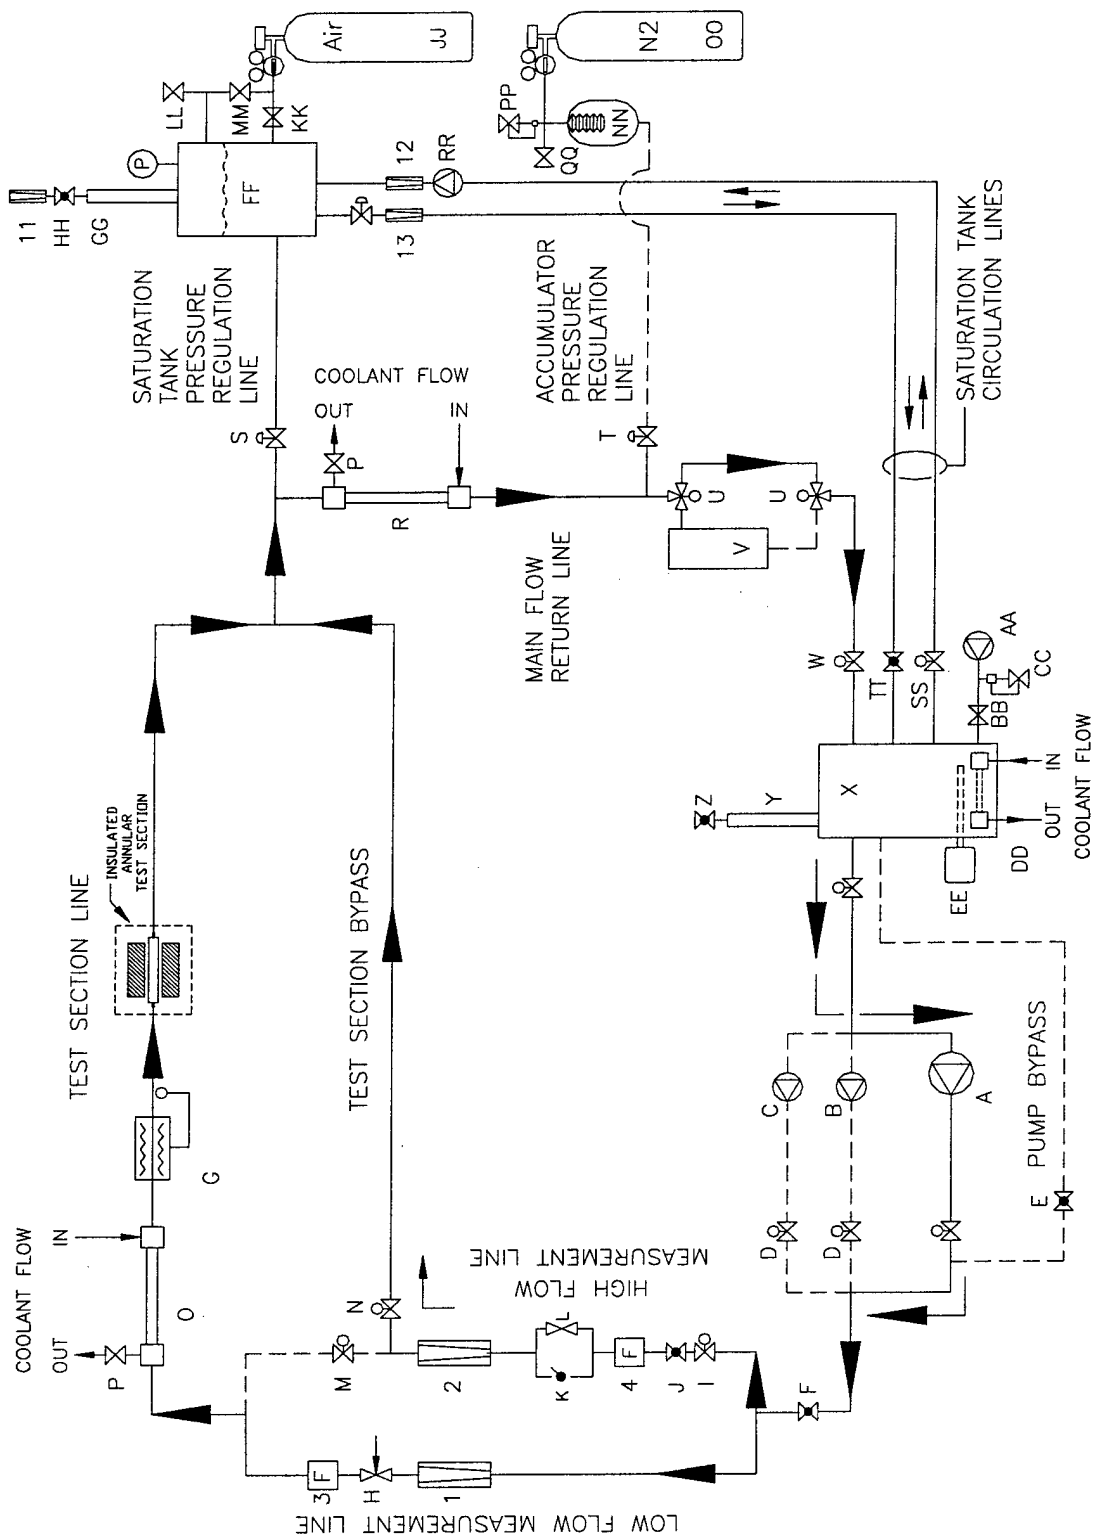 Air
JJ
N2
OO
LL
MM
KK
PP
QQ
NN
P
FF
12
RR
13
11
HH
GG
SATURATION
TANK
PRESSURE
REGULATION
LINE
ACCUMULATOR
PRESSURE
REGULATION
LINE
SATURATION TANK
CIRCULATION LINES
COOLANT FLOW
OUT
IN
S
P
R
T
U
U
V
MAIN FLOW
RETURN LINE
W
TT
SS
AA
BB
CC
X
Y
Z
IN
OUT
COOLANT FLOW
DD
EE
INSULATED
ANNULAR
TEST SECTION
TEST SECTION LINE
TEST SECTION BYPASS
PUMP BYPASS
C
B
A
D
D
E
G
COOLANT FLOW
IN
OUT
O
P
N
HIGH FLOW
MEASUREMENT LINE
M
2
L
K
F
4
J
I
F
F
3
H
1
LOW FLOW MEASUREMENT LINE